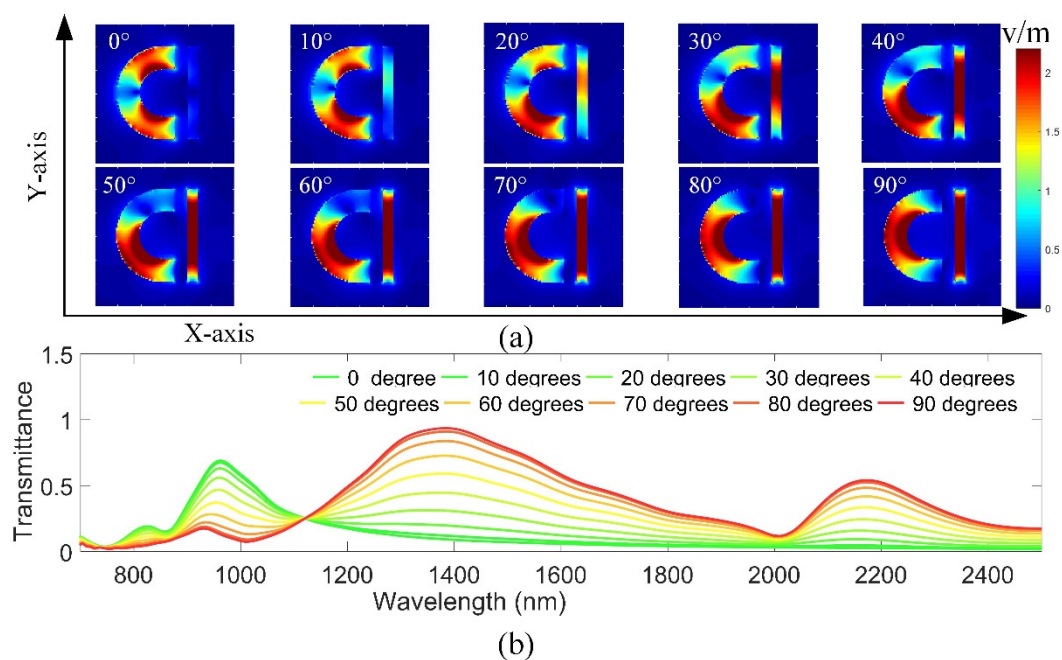 0° 10° 20° 30° 40° v/m
2
1.5
1
0.5
0
50° 60° 70° 80° 90°
Y-axis
X-axis
(a)
1.5
1
0.5
0
Transmittance
0 degree 10 degrees 20 degrees 30 degrees 40 degrees
50 degrees 60 degrees 70 degrees 80 degrees 90 degrees
800 1000 1200 1400 1600 1800 2000 2200 2400
Wavelength (nm)
(b)